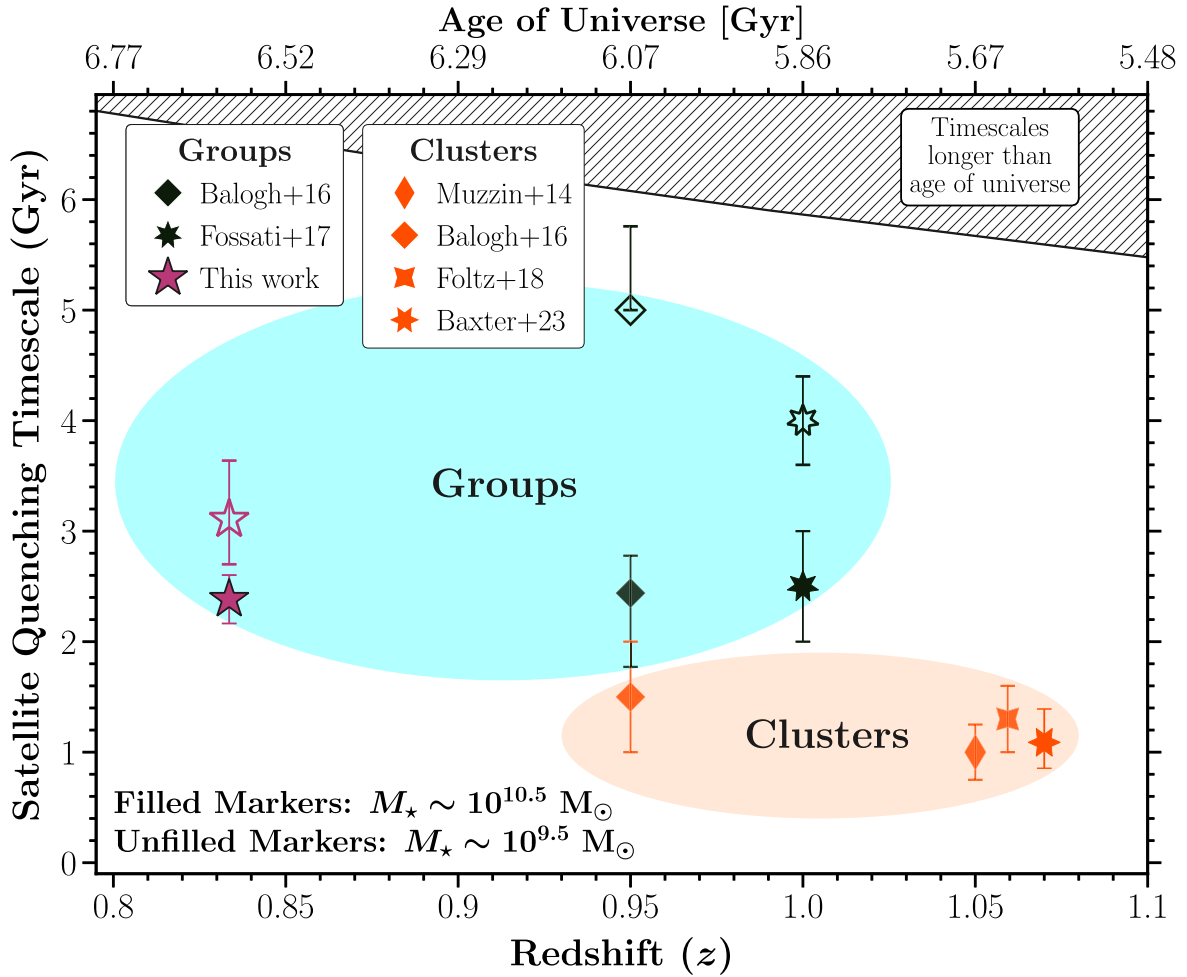 Age of Universe [Gyr]
6.77 6.52 6.29 6.07 5.86 5.67 5.48
Timescales
longer than
age of universe
Groups
Balogh+16
Fossati+17
This work
Clusters
Muzzin+14
Balogh+16
Foltz+18
Baxter+23
Satellite Quenching Timescale (Gyr)
6
5
4
3
2
1
0
Groups
Clusters
Filled Markers: M⋆ ∼ 10^10.5 M⊙
Unfilled Markers: M⋆ ∼ 10^9.5 M⊙
0.8 0.85 0.9 0.95 1.0 1.05 1.1
Redshift (z)